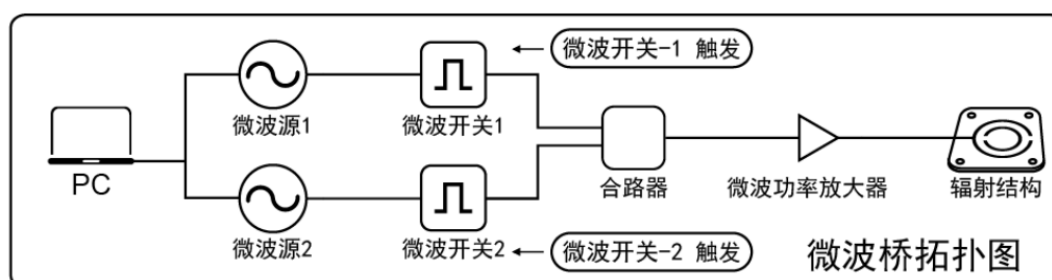 微波开关-1 触发
微波源1
微波开关1
PC
合路器
微波功率放大器
辐射结构
微波源2
微波开关2
微波开关-2 触发
微波桥拓扑图